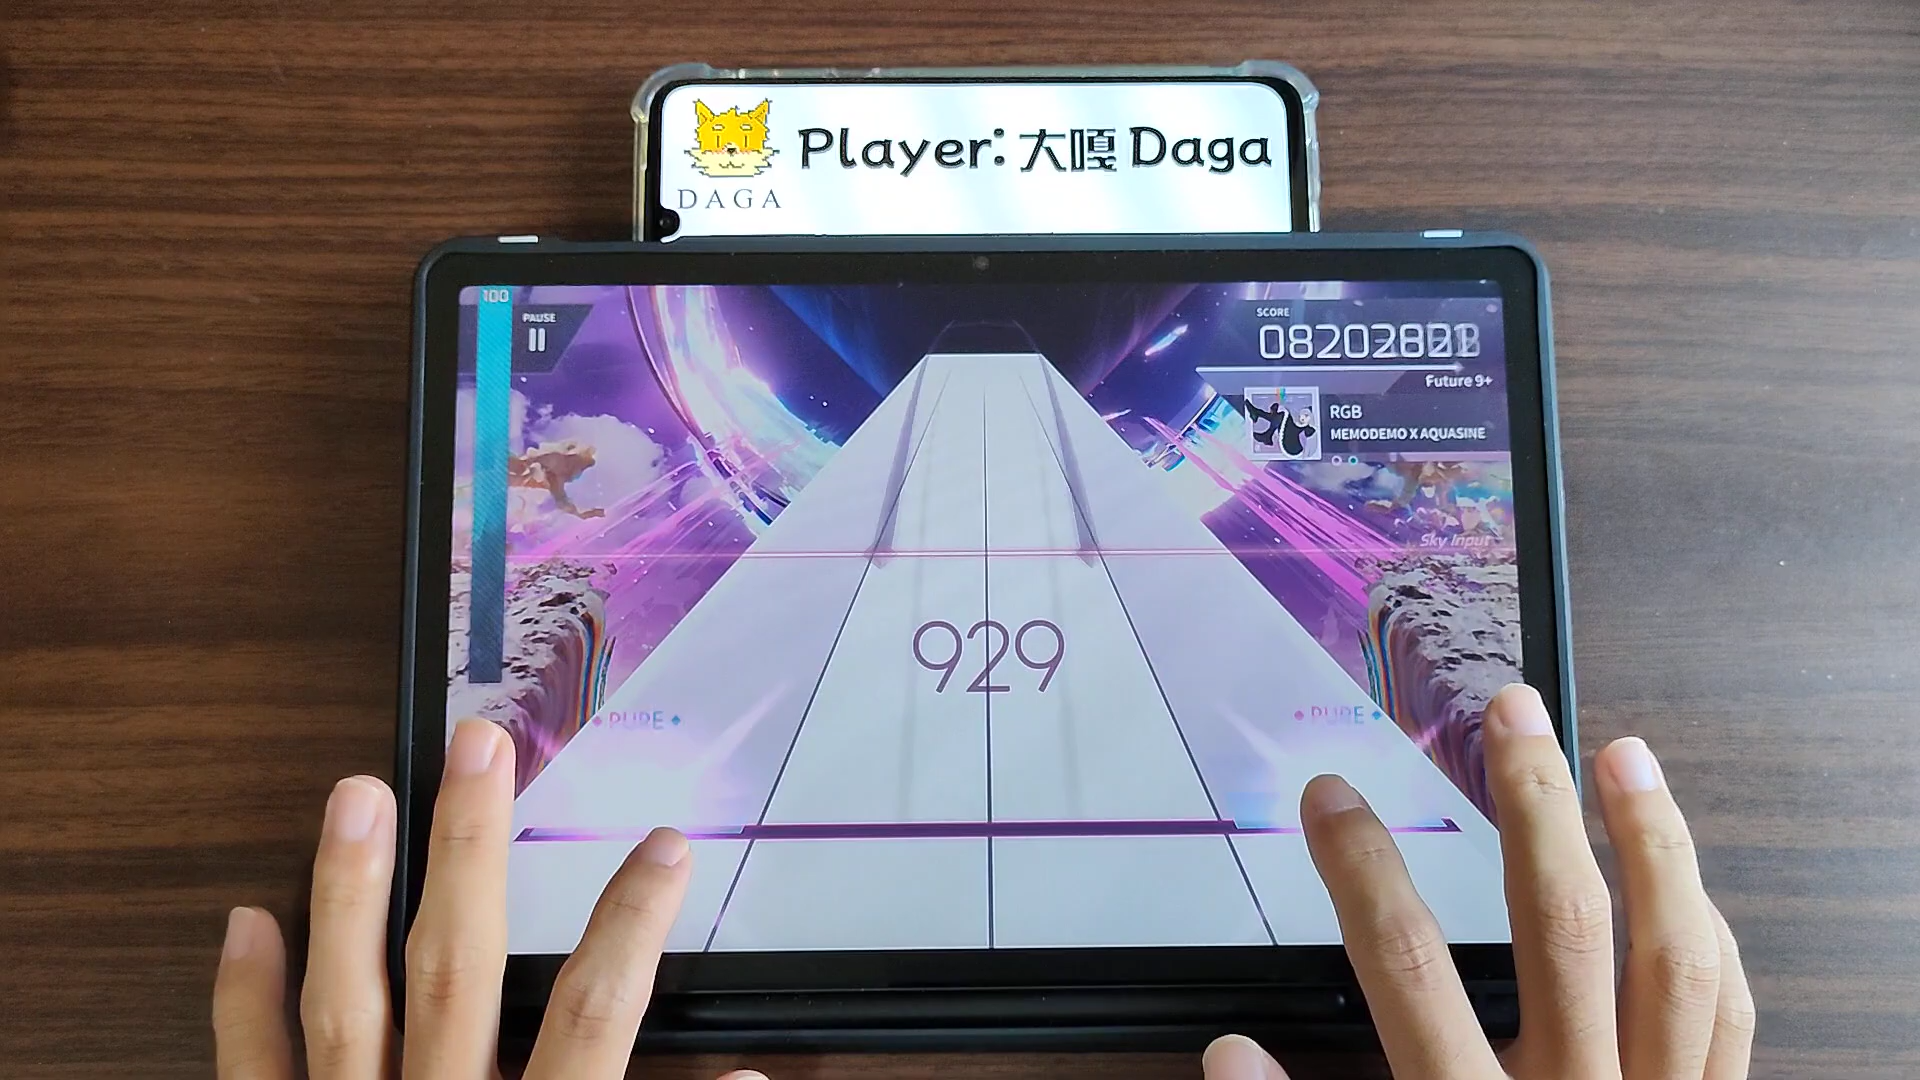 Player: 大嘎 Daga
DAGA
100
PAUSE
SCORE
Future 9+
RGB
MEMODEMO X AQUASINE
Sky Input
929
PURE
PURE